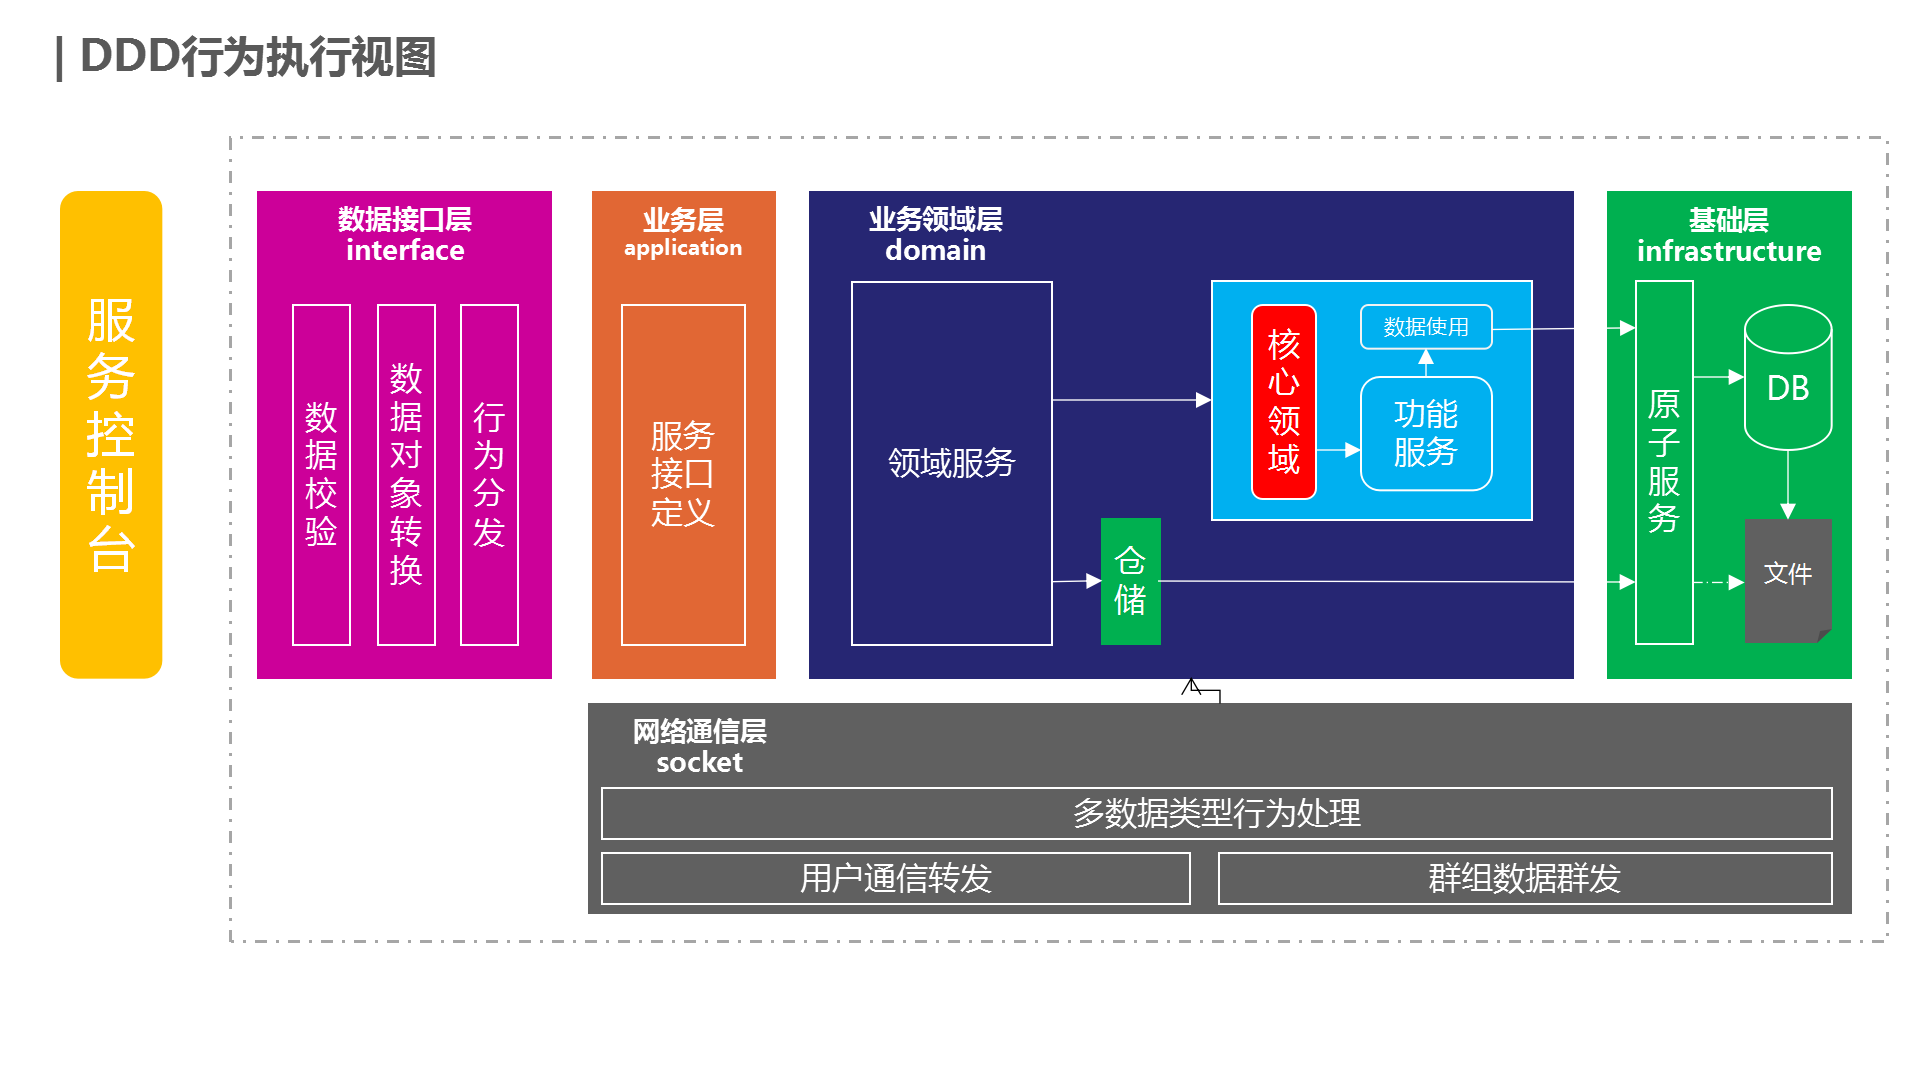 | DDD行为执行视图
服务控制台
数据接口层
interface
数据校验
数据对象转换
行为分发
业务层
application
服务
接口
定义
业务领域层
domain
领域服务
核心领域
数据使用
功能
服务
仓储
基础层
infrastructure
原子服务
DB
文件
网络通信层
socket
多数据类型行为处理
用户通信转发
群组数据群发